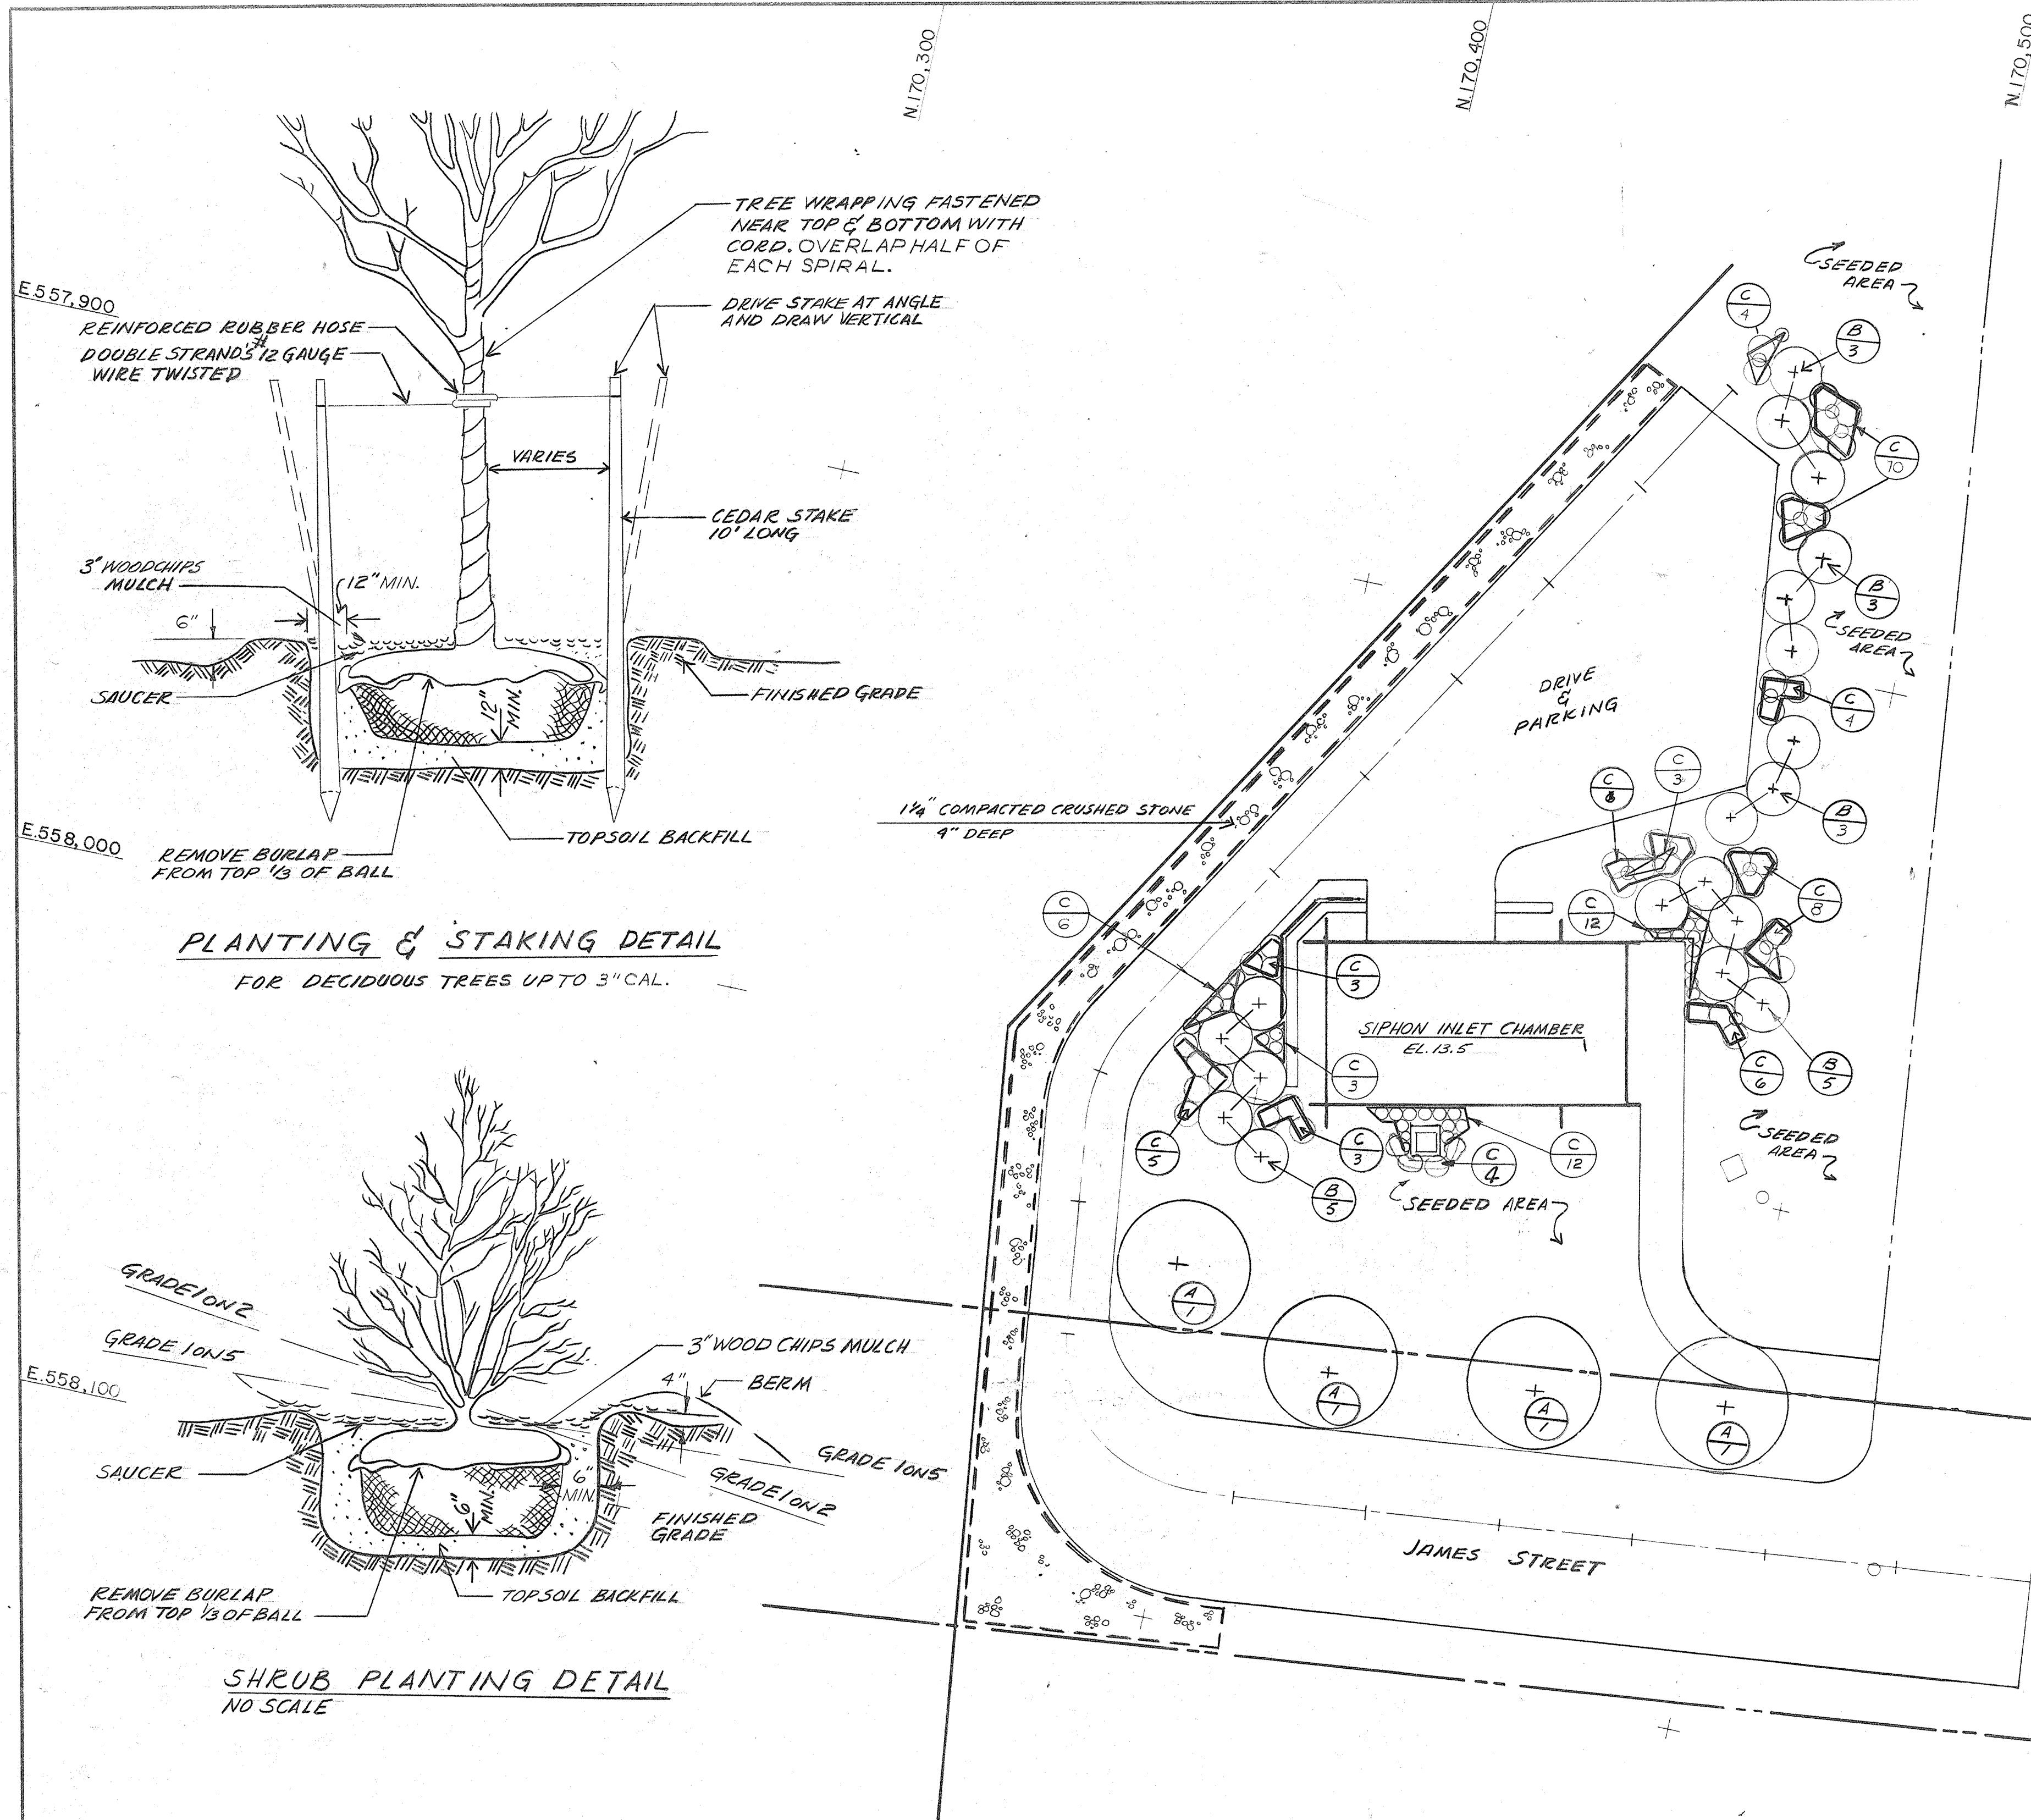 N.170,300
N.170,400
N.170,500
E.557,900
E.558,000
E.558,100
TREE WRAPPING FASTENED
NEAR TOP & BOTTOM WITH
CORD. OVERLAP HALF OF
EACH SPIRAL.
DRIVE STAKE AT ANGLE
AND DRAW VERTICAL
REINFORCED RUBBER HOSE
DOUBLE STRANDS #12 GAUGE
WIRE TWISTED
VARIES
CEDAR STAKE
10' LONG
3" WOODCHIPS
MULCH
12" MIN.
6"
SAUCER
12"
MIN.
FINISHED GRADE
TOPSOIL BACKFILL
REMOVE BURLAP
FROM TOP 1/3 OF BALL
PLANTING & STAKING DETAIL
FOR DECIDUOUS TREES UP TO 3" CAL.
GRADE 1 ON 2
GRADE 1 ON 5
3" WOOD CHIPS MULCH
4"
BERM
SAUCER
6"
MIN.
6"
MIN.
GRADE 1 ON 5
GRADE 1 ON 2
FINISHED
GRADE
REMOVE BURLAP
FROM TOP 1/3 OF BALL
TOPSOIL BACKFILL
SHRUB PLANTING DETAIL
NO SCALE
SEEDED
AREA
C
4
B
3
C
10
B
3
SEEDED
AREA
C
4
DRIVE
&
PARKING
C
3
C
B
3
1 1/4" COMPACTED CRUSHED STONE
4" DEEP
C
6
C
12
C
8
C
3
SIPHON INLET CHAMBER
EL. 13.5
C
3
C
6
B
5
C
5
C
3
C
4
C
12
B
5
SEEDED AREA
SEEDED
AREA
A
1
A
1
A
1
A
1
JAMES STREET